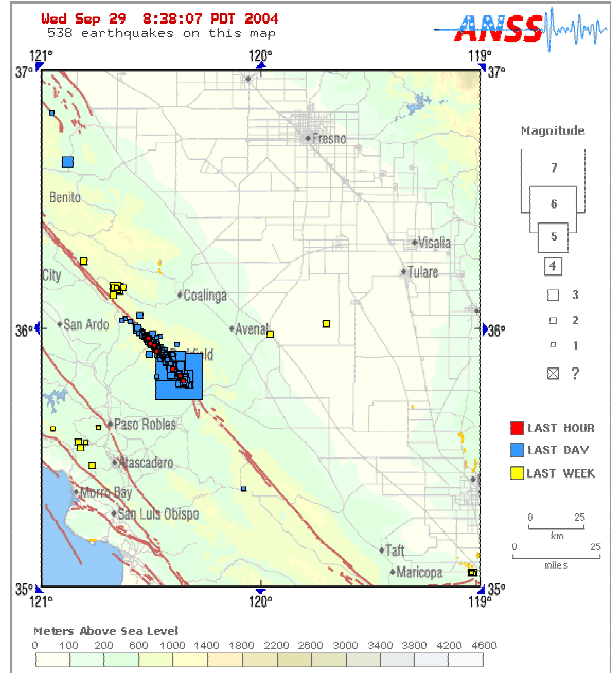 Wed Sep 29 8:38:07 PDT 2004
538 earthquakes on this map
ANSS
121° 120° 119°
37° 37°
Fresno
Magnitude
7
6
5
4
3
2
1
?
Benito
Visalia
Tulare
City
Coalinga
San Ardo
Avenal
36° 36°
field
LAST HOUR
LAST DAY
LAST WEEK
Paso Robles
Atascadero
Morro Bay
San Luis Obispo
0 25
km
0 25
miles
Taft
Maricopa
35° 35°
121° 120° 119°
Meters Above Sea Level
0 100 200 600 1000 1400 1800 2200 2600 3000 3400 3800 4200 4600